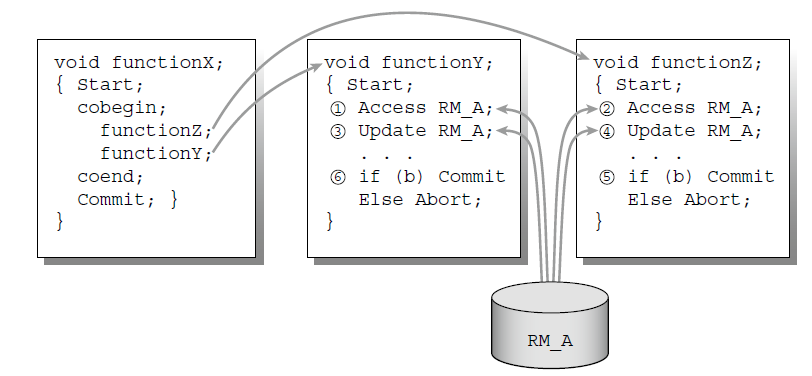 void functionX;
{ Start;
cobegin;
functionZ;
functionY;
coend;
Commit; }
}
void functionY;
{ Start;
① Access RM_A;
③ Update RM_A;
. . .
⑥ if (b) Commit
Else Abort;
}
void functionZ;
{ Start;
② Access RM_A;
④ Update RM_A;
. . .
⑤ if (b) Commit
Else Abort;
}
RM_A